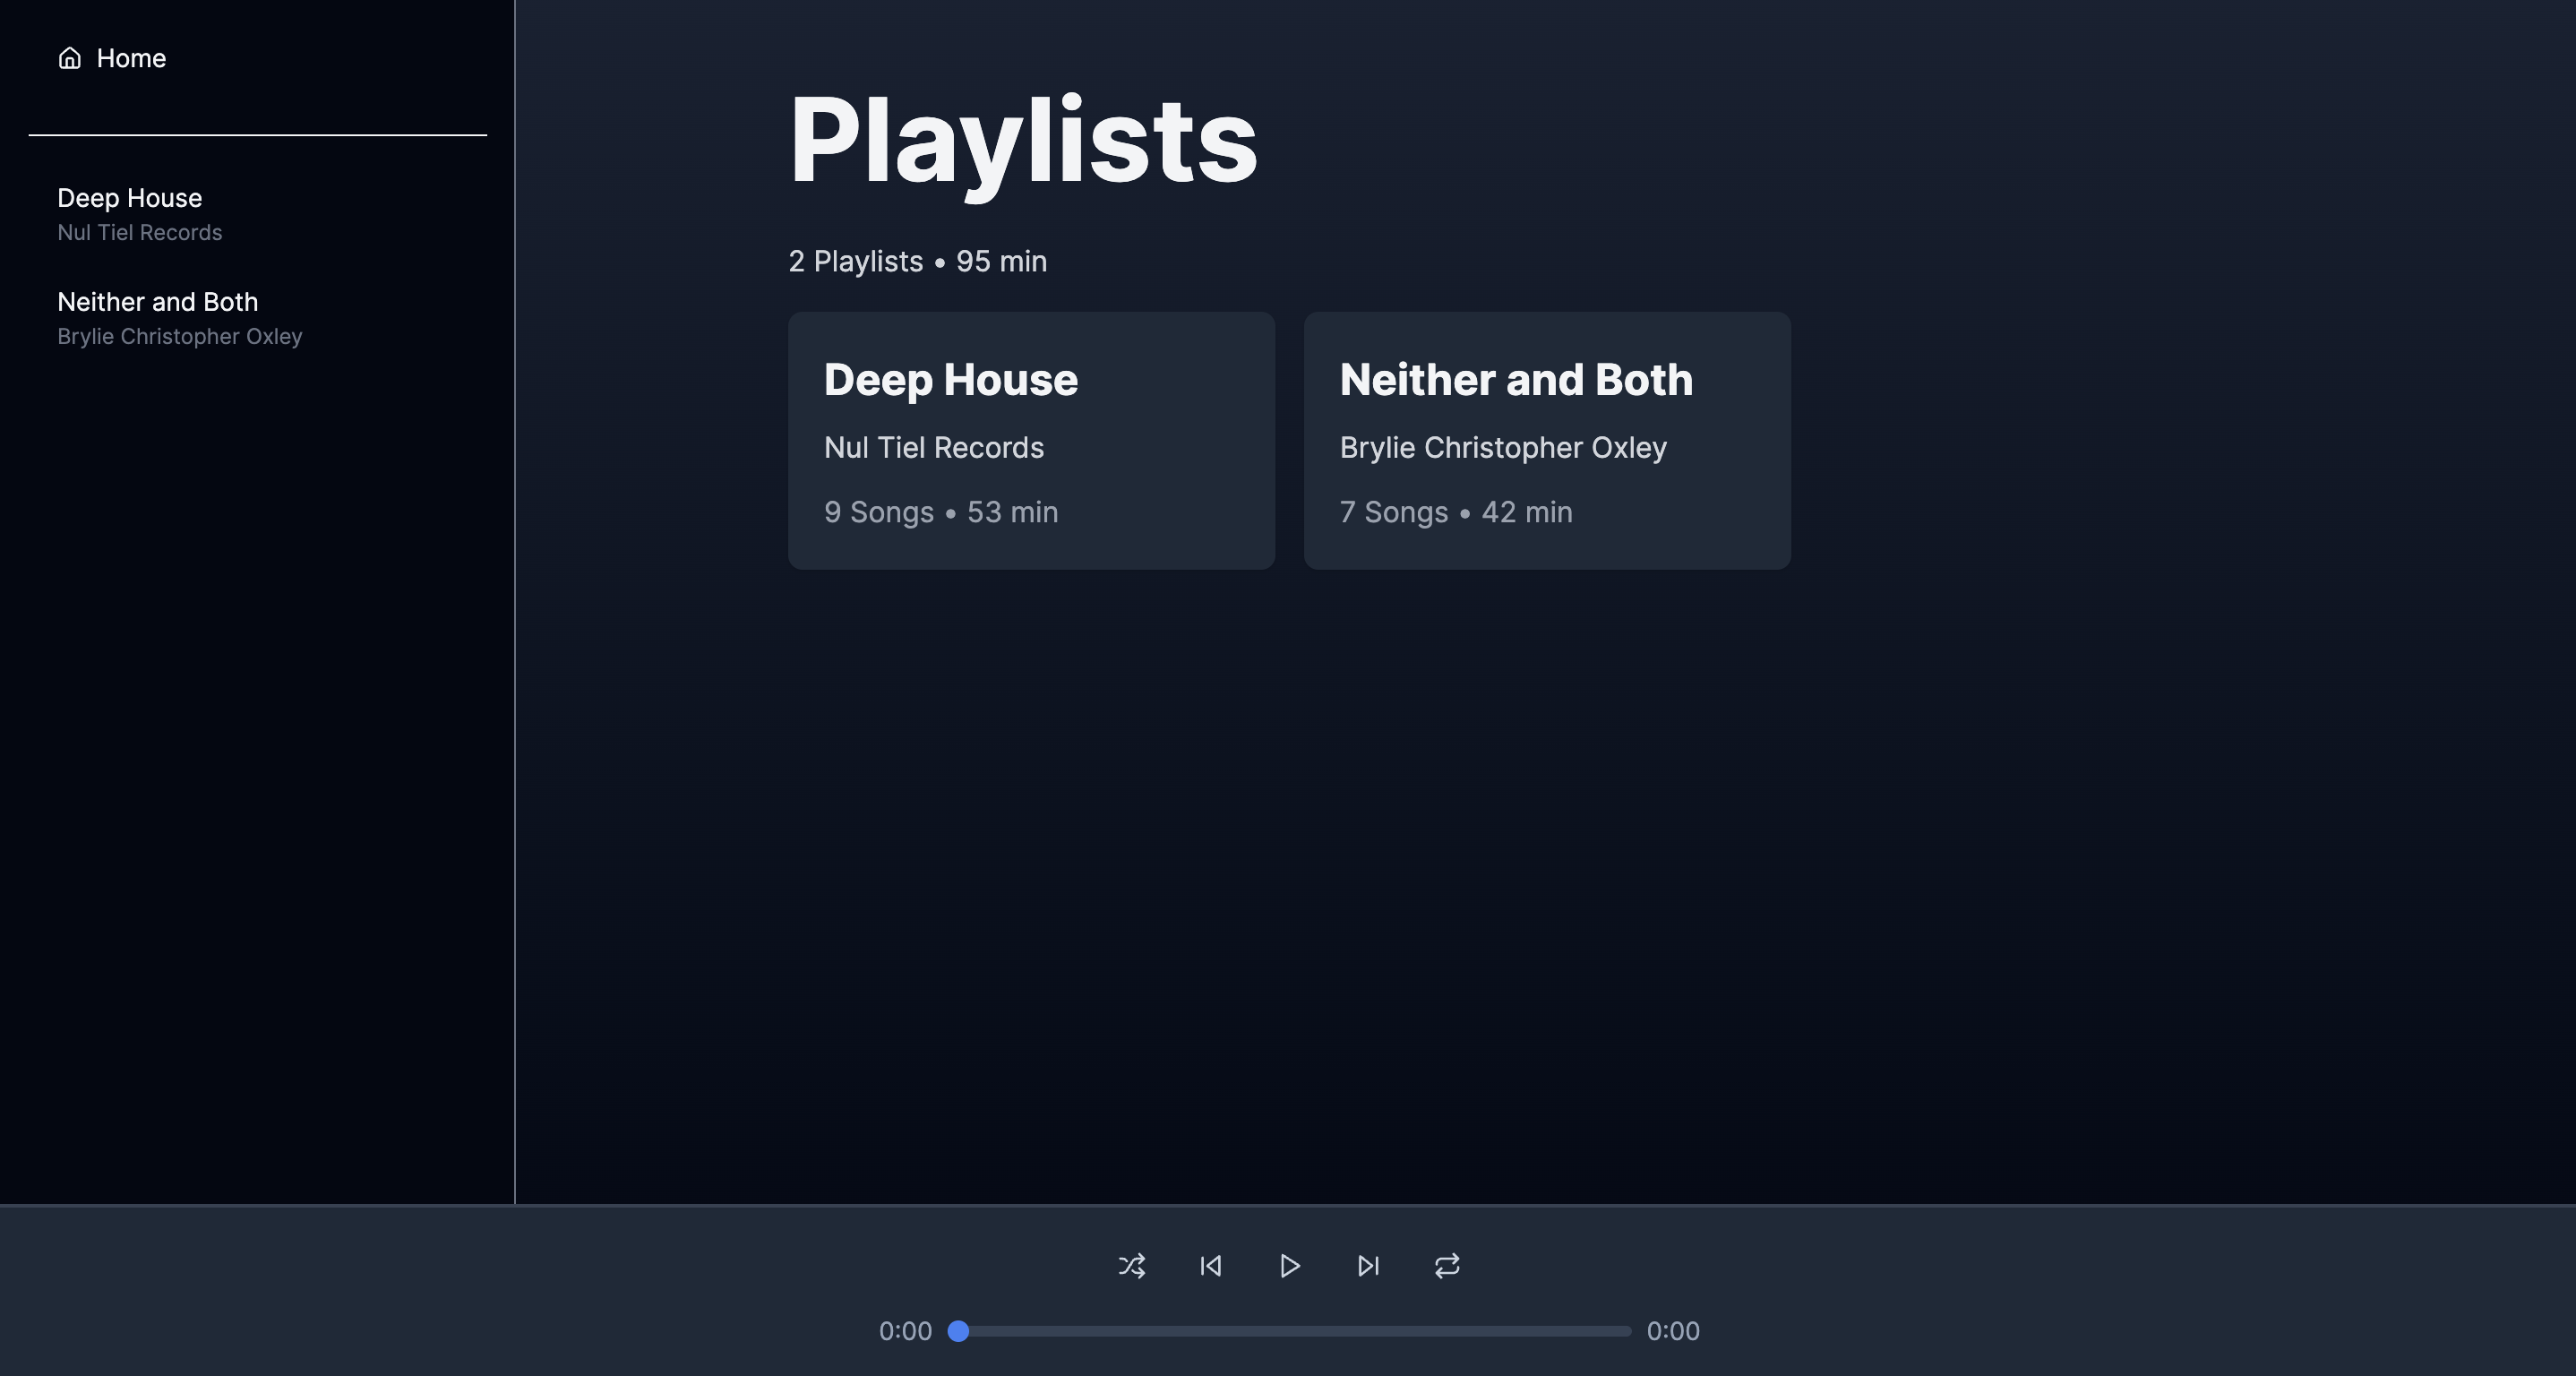 Home
Deep House
Nul Tiel Records
Neither and Both
Brylie Christopher Oxley
Playlists
2 Playlists • 95 min
Deep House
Nul Tiel Records
9 Songs • 53 min
Neither and Both
Brylie Christopher Oxley
7 Songs • 42 min
0:00
0:00